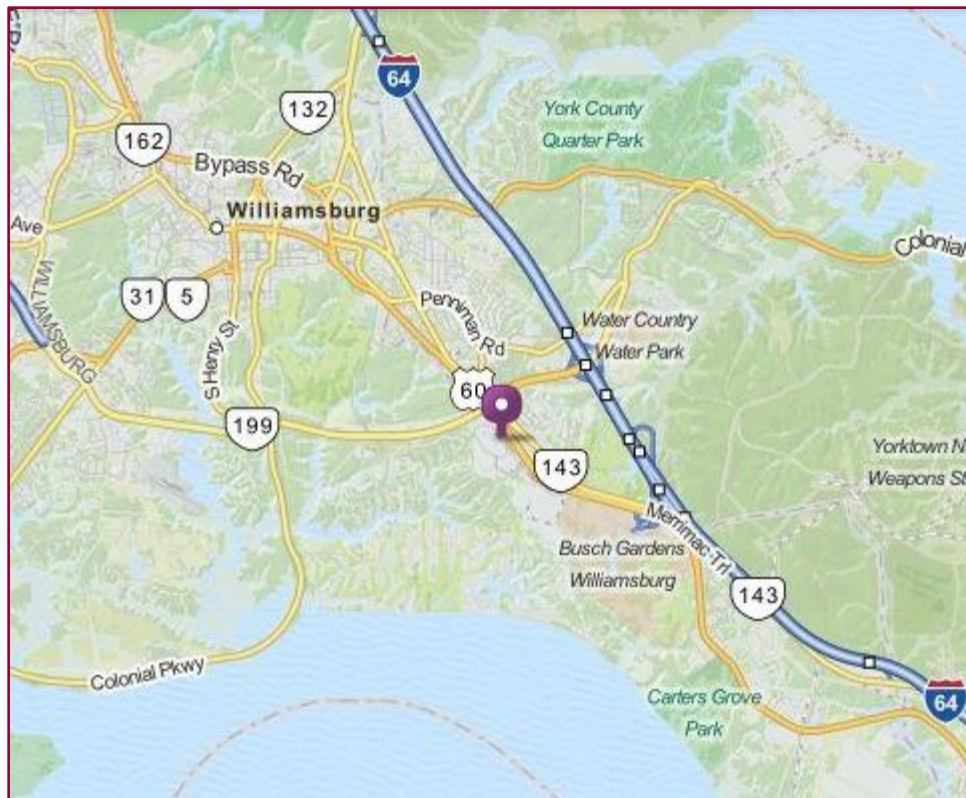 64
132
York County
Quarter Park
162
Bypass Rd
Williamsburg
Ave
Colonial
31
5
WILLIAMSBURG
Penniman Rd
S Henry St
Water Country
Water Park
60
199
143
Yorktown N
Weapons St
Merrimac Trl
Busch Gardens
Williamsburg
143
Colonial Pkwy
Carters Grove
Park
64